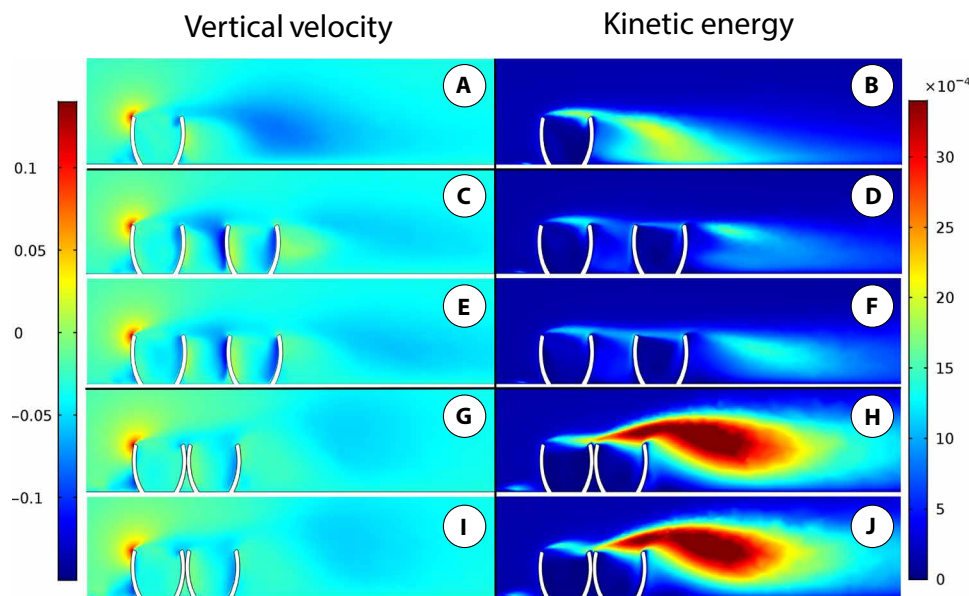 Vertical velocity Kinetic energy
A B
×10⁻⁴
0.1 30
C D
25
0.05
20
E F
0
15
–0.05
G H
10
–0.1
5
I J
0